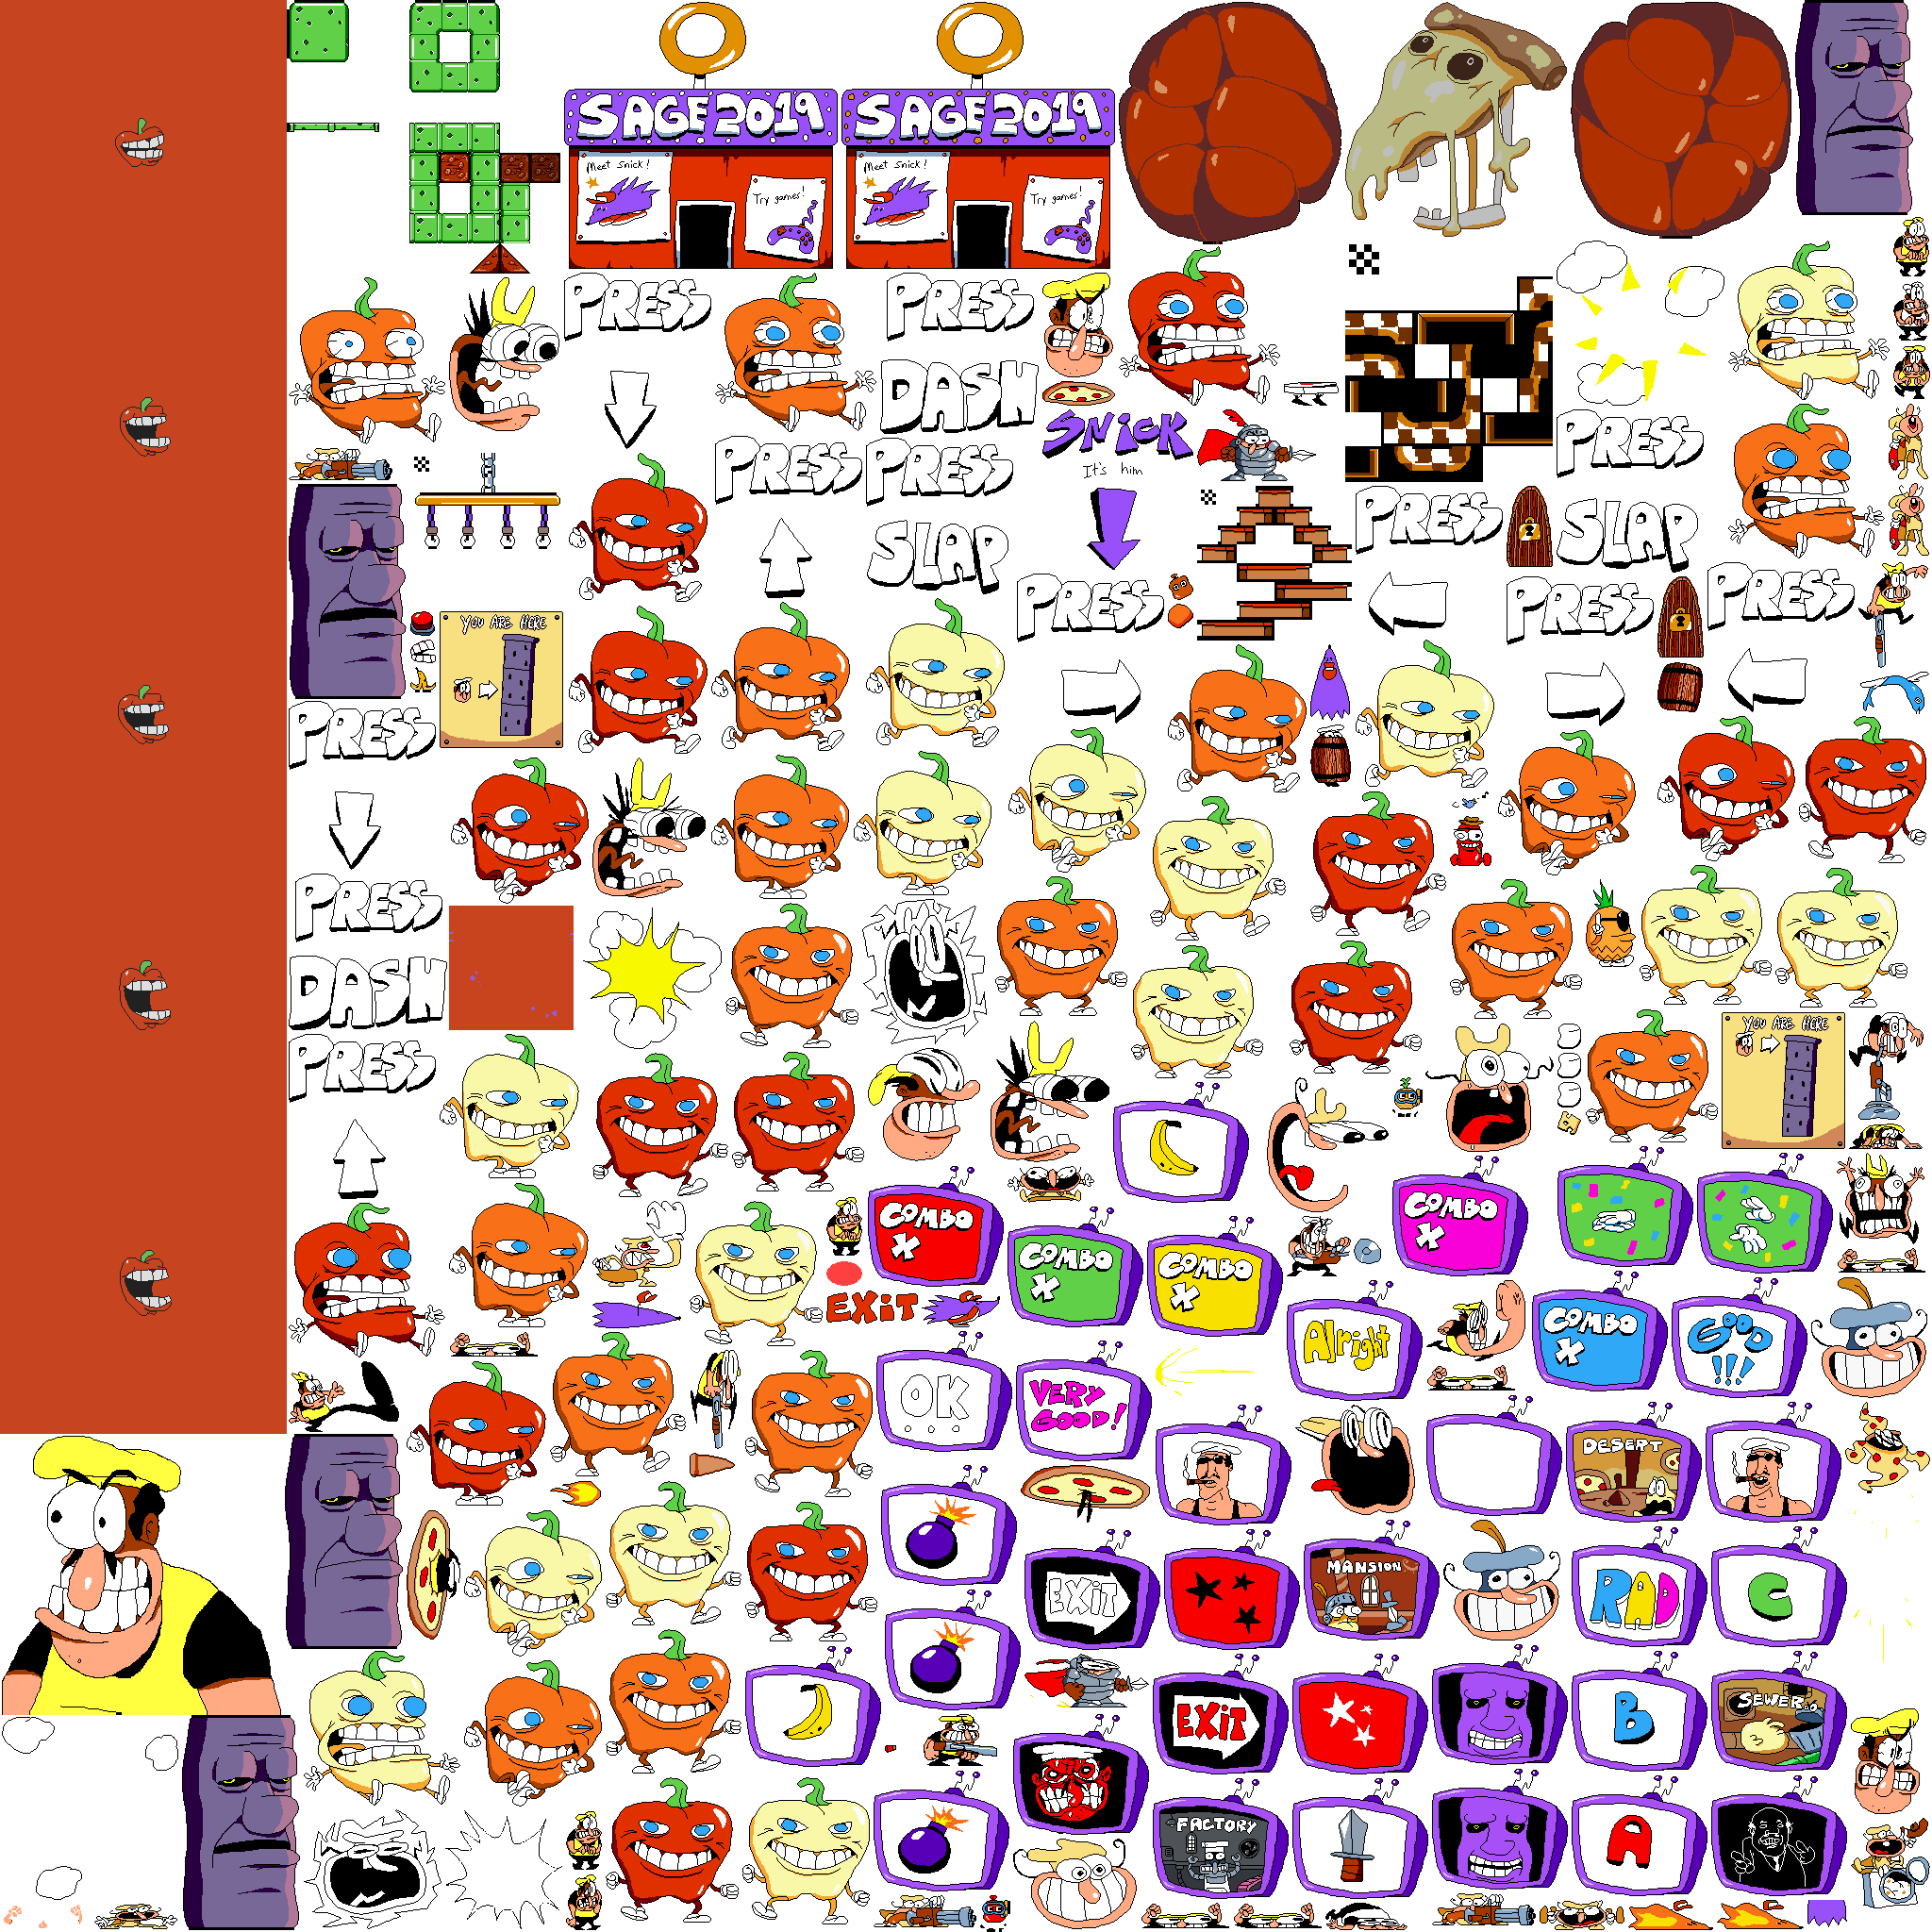 SAGE2019
SAGE2019
Meet Snick!
Try games!
Meet Snick!
Try games!
PRESS
PRESS
DASH
SNICK
It's him
PRESS
PRESS
PRESS
SLAP
PRESS
SLAP
PRESS
PRESS
PRESS
YOU ARE HERE
PRESS
PRESS
DASH
PRESS
YOU ARE HERE
COMBO
X
COMBO
X
COMBO
X
COMBO
X
EXIT
Alright
COMBO
X
GOOD
!!!
OK
...
VERY
GOOD!
DESERT
EXIT
MANSION
RAD
C
EXIT
B
SEWER
FACTORY
A